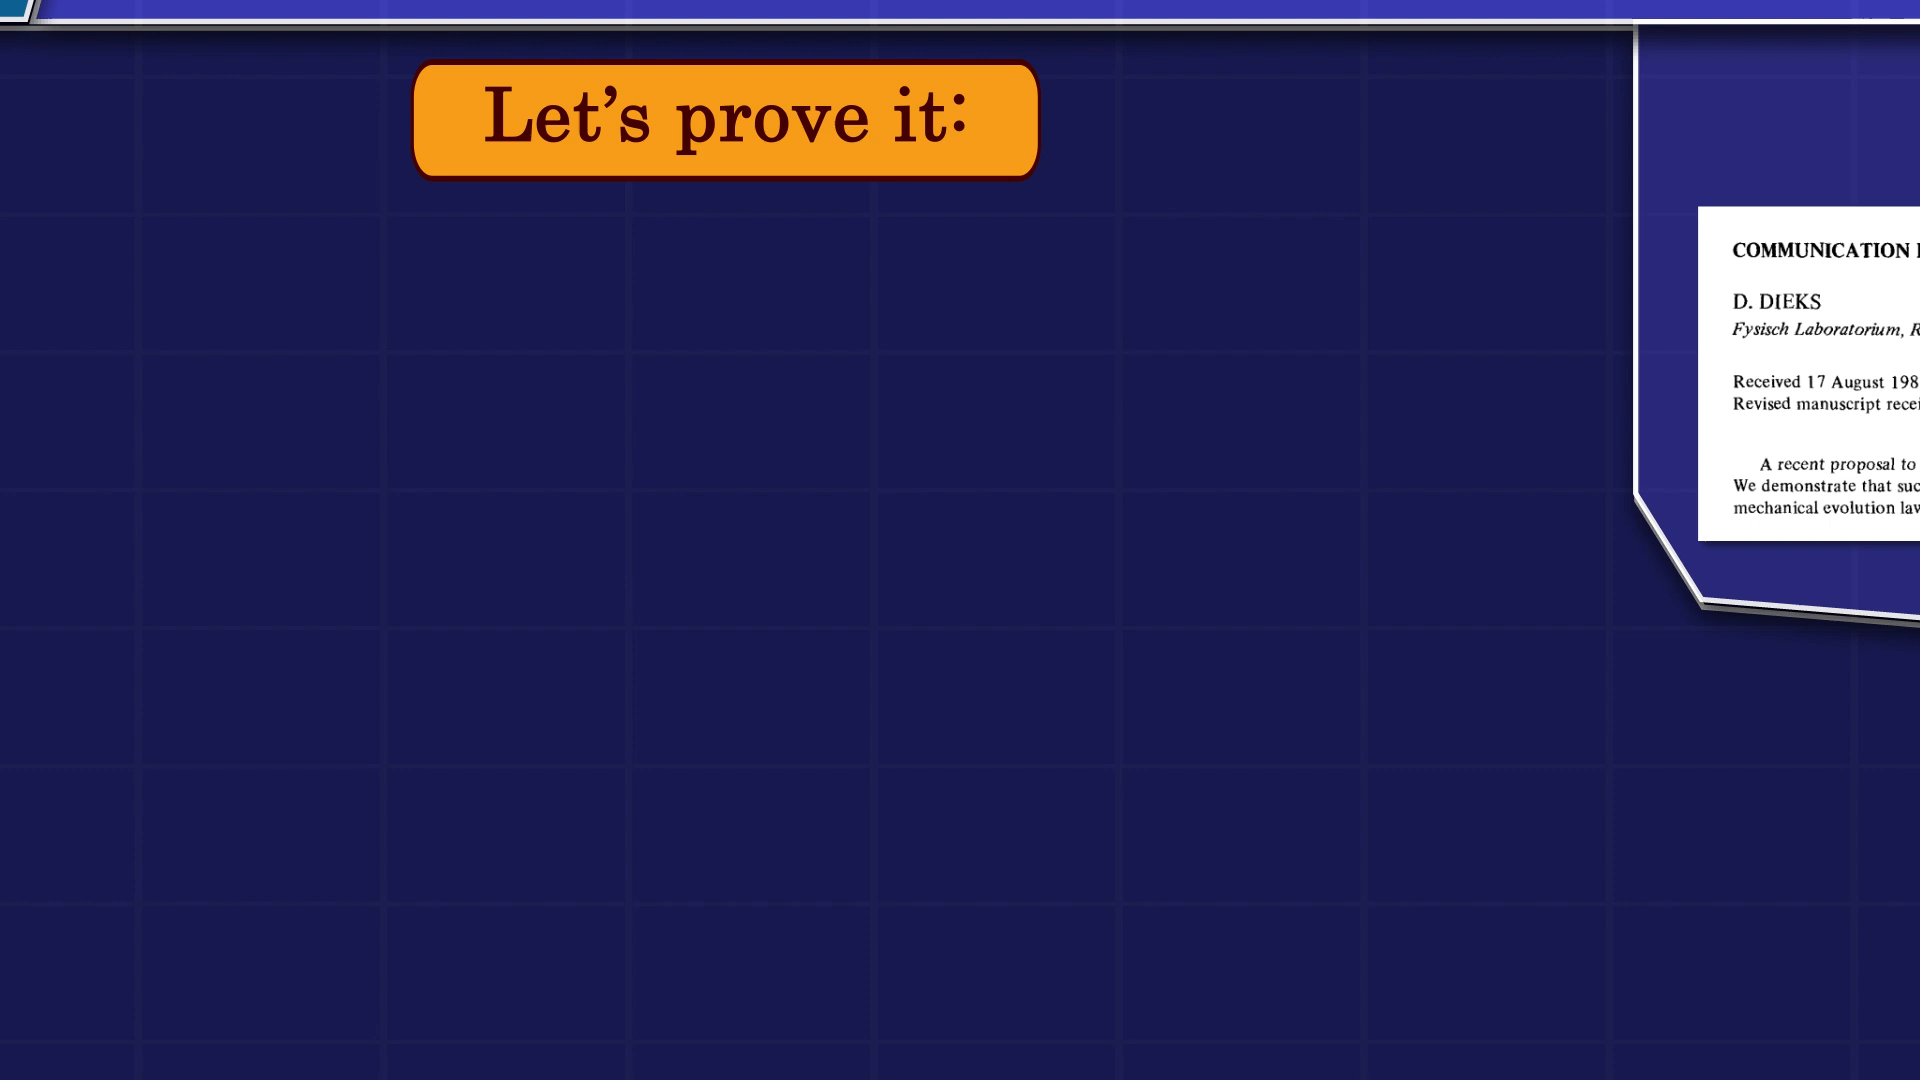 Let’s prove it:
COMMUNICATION
D. DIEKS
Fysisch Laboratorium,
Received 17 August
Revised manuscript
A recent proposal to
We demonstrate that
mechanical evolution